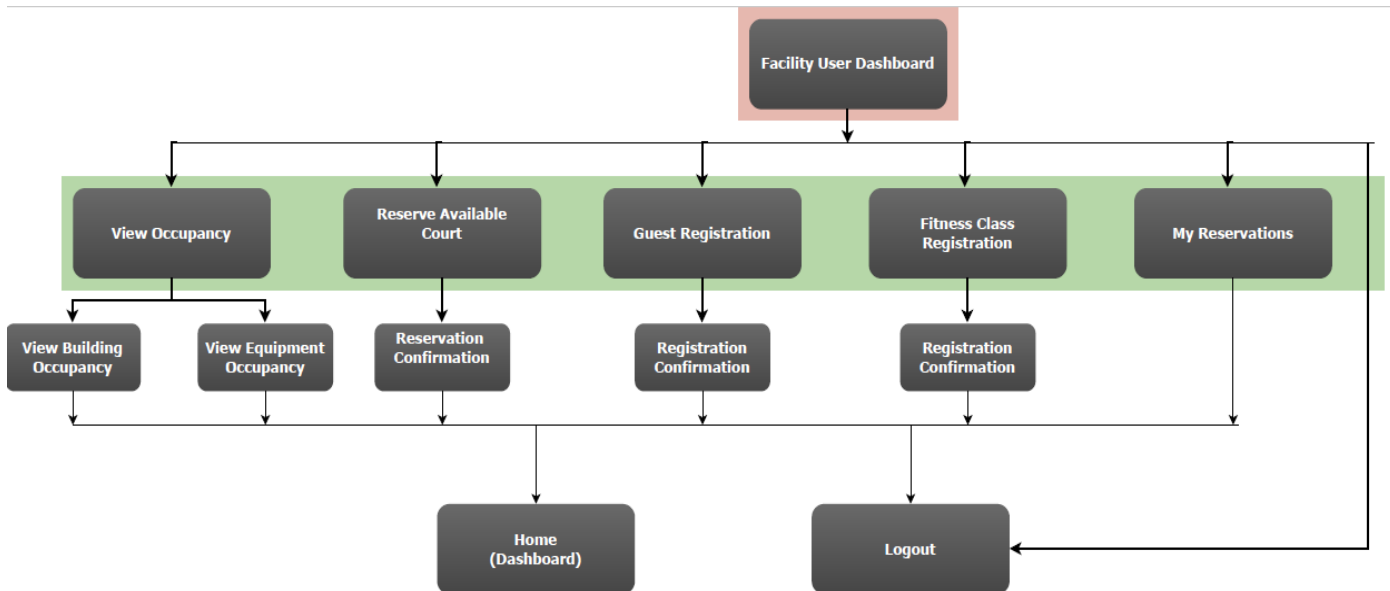 Facility User Dashboard
View Occupancy
Reserve Available
Court
Guest Registration
Fitness Class
Registration
My Reservations
View Building
Occupancy
View Equipment
Occupancy
Reservation
Confirmation
Registration
Confirmation
Registration
Confirmation
Home
(Dashboard)
Logout